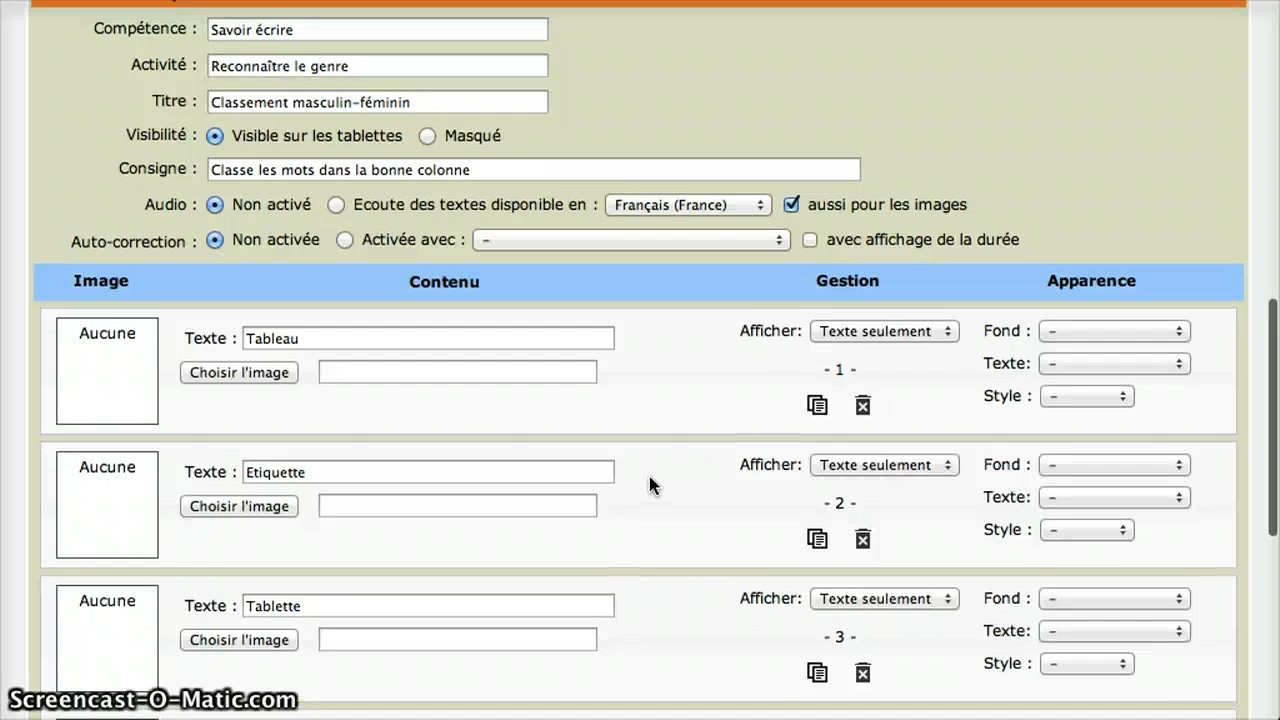 Compétence : Savoir écrire
Activité : Reconnaître le genre
Titre : Classement masculin-féminin
Visibilité : Visible sur les tablettes Masqué
Consigne : Classe les mots dans la bonne colonne
Audio : Non activé Ecoute des textes disponible en : Français (France) aussi pour les images
Auto-correction : Non activée Activée avec : - avec affichage de la durée
Image Contenu Gestion Apparence
Aucune Texte : Tableau Afficher: Texte seulement Fond : -
Choisir l'image - 1 - Texte: -
Style : -
Aucune Texte : Etiquette Afficher: Texte seulement Fond : -
Choisir l'image - 2 - Texte: -
Style : -
Aucune Texte : Tablette Afficher: Texte seulement Fond : -
Choisir l'image - 3 - Texte: -
Style : -
Screencast-O-Matic.com